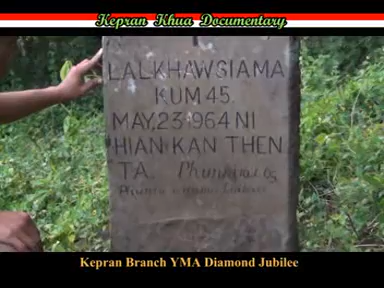 Kepran Khua Documentary
LALKHAWSIAMA
KUM 45.
MAY, 23 1964 NI
HIAN KAN THEN
TA.
Kepran Branch YMA Diamond Jubilee